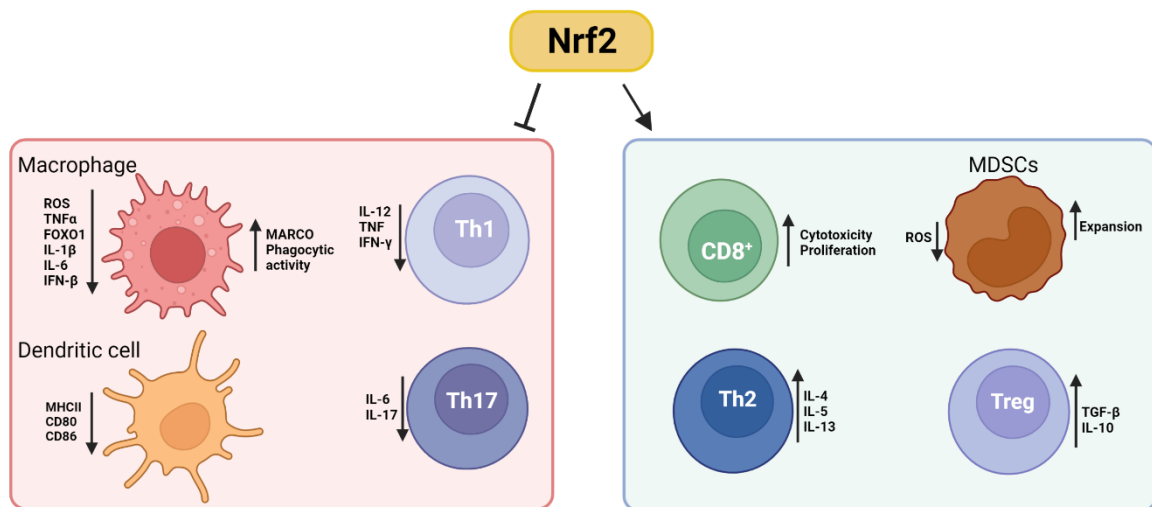 Nrf2
Macrophage
ROS
TNFα
FOXO1
IL-1β
IL-6
IFN-β
MARCO
Phagocytic
activity
IL-12
TNF
IFN-γ
Th1
Dendritic cell
MHCII
CD80
CD86
IL-6
IL-17
Th17
CD8⁺
Cytotoxicity
Proliferation
MDSCs
ROS
Expansion
Th2
IL-4
IL-5
IL-13
Treg
TGF-β
IL-10